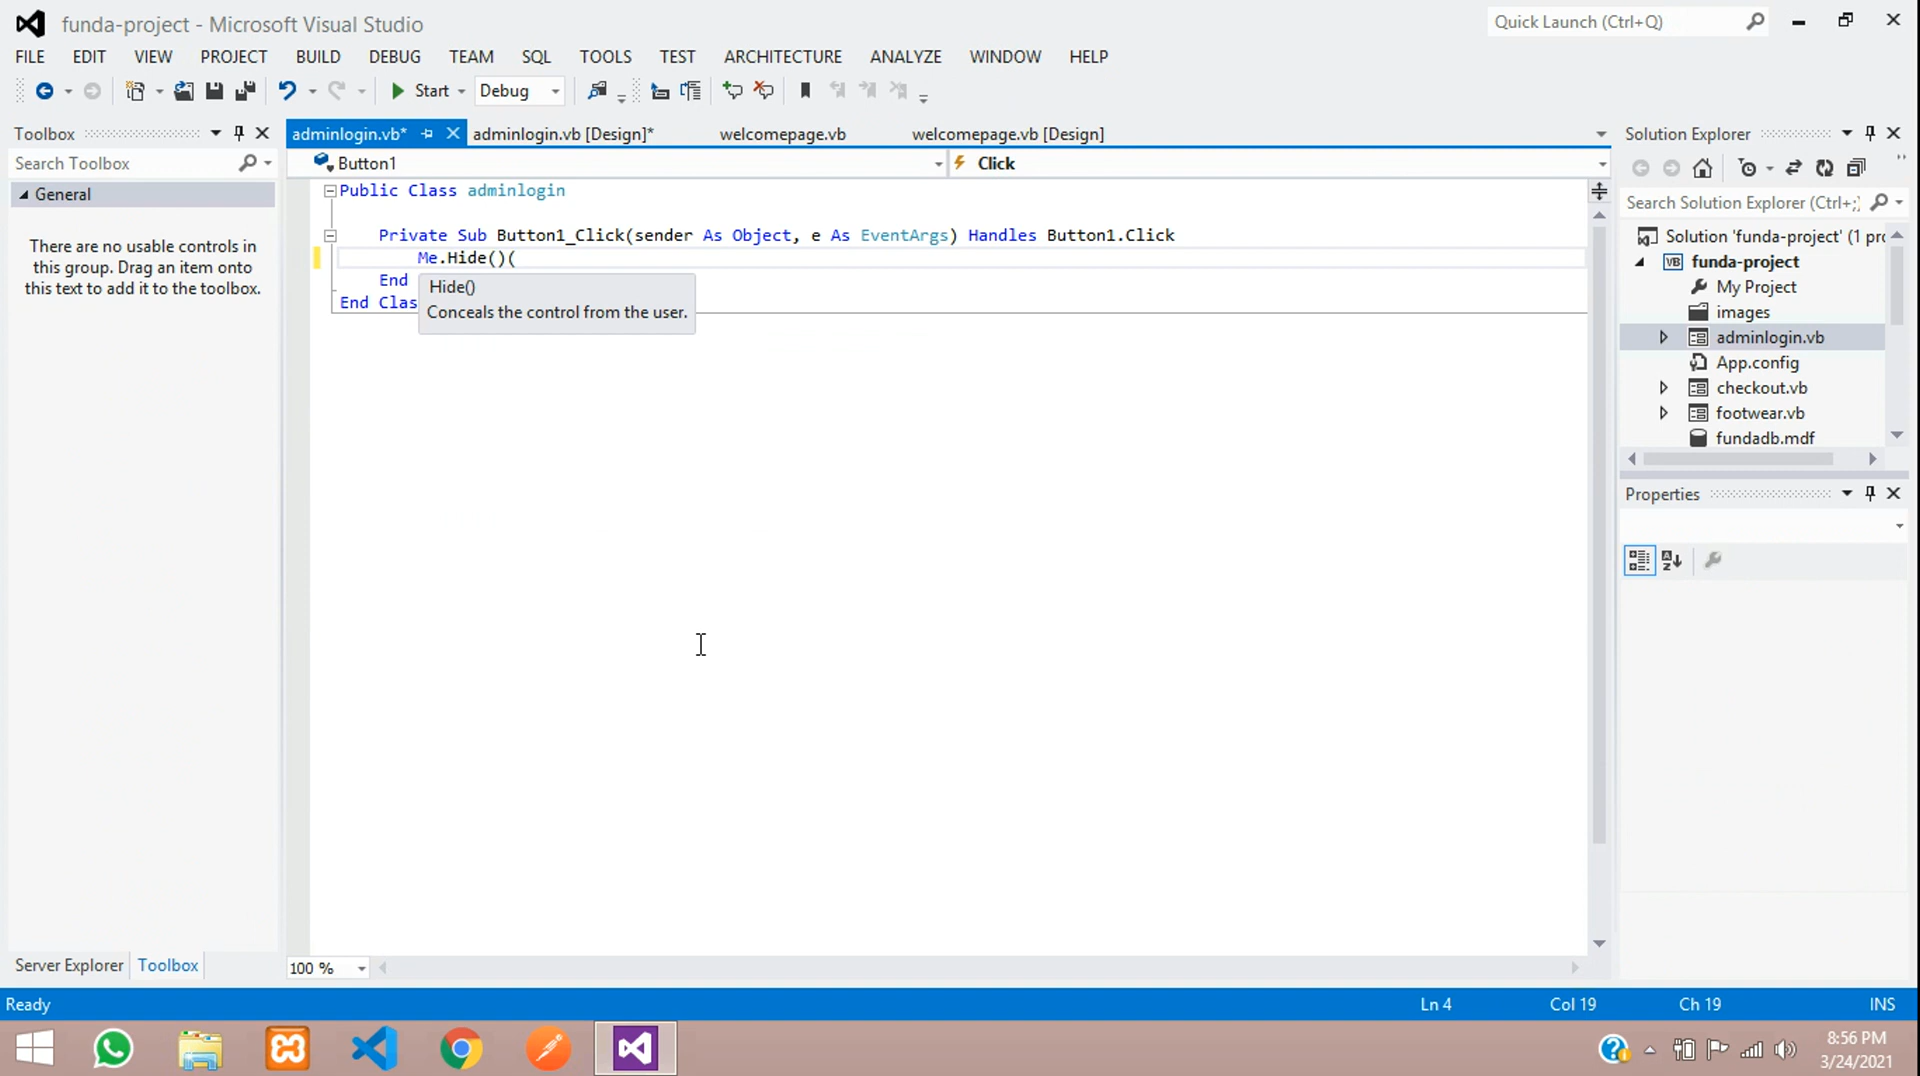 funda-project - Microsoft Visual Studio
Quick Launch (Ctrl+Q)
FILE EDIT VIEW PROJECT BUILD DEBUG TEAM SQL TOOLS TEST ARCHITECTURE ANALYZE WINDOW HELP
Start Debug
Toolbox
adminlogin.vb* adminlogin.vb [Design]* welcomepage.vb welcomepage.vb [Design]
Solution Explorer
Search Toolbox
Button1
Click
General
Public Class adminlogin
Search Solution Explorer (Ctrl+;)
There are no usable controls in
this group. Drag an item onto
this text to add it to the toolbox.
Private Sub Button1_Click(sender As Object, e As EventArgs) Handles Button1.Click
Me.Hide()(
End
End Clas
Hide()
Conceals the control from the user.
Solution 'funda-project' (1 pr
VB funda-project
My Project
images
adminlogin.vb
App.config
checkout.vb
footwear.vb
fundadb.mdf
Properties
Server Explorer Toolbox
100 %
Ready
Ln 4 Col 19 Ch 19 INS
8:56 PM
3/24/2021